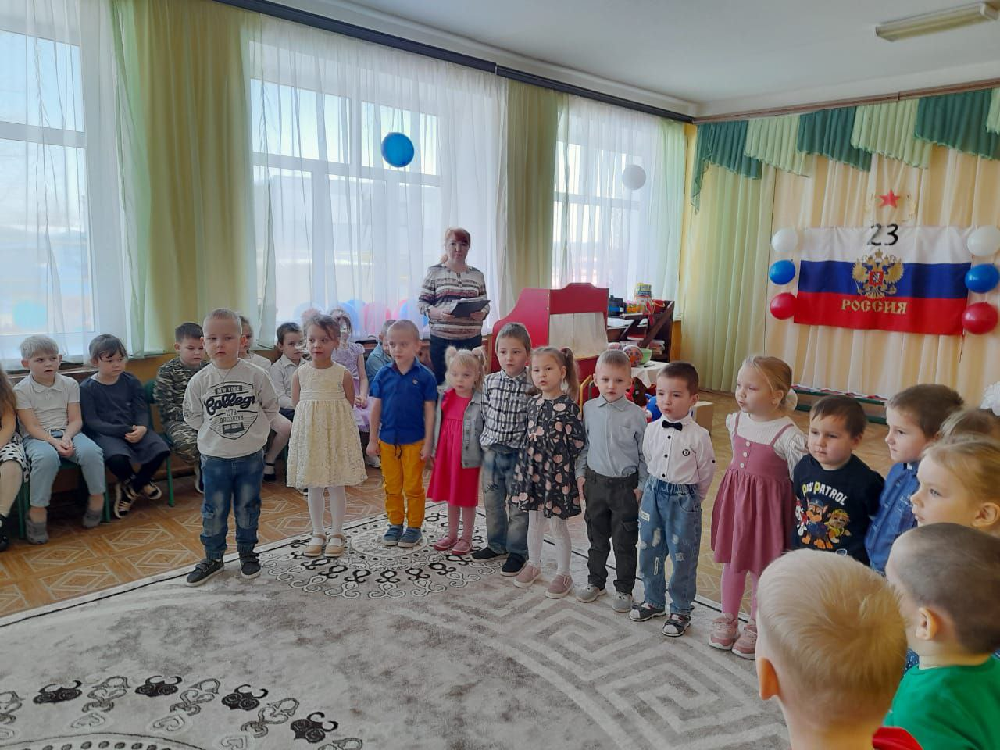 23
РОССИЯ
NEW YORK
College
1978
BROOKLYN
PAW PATROL